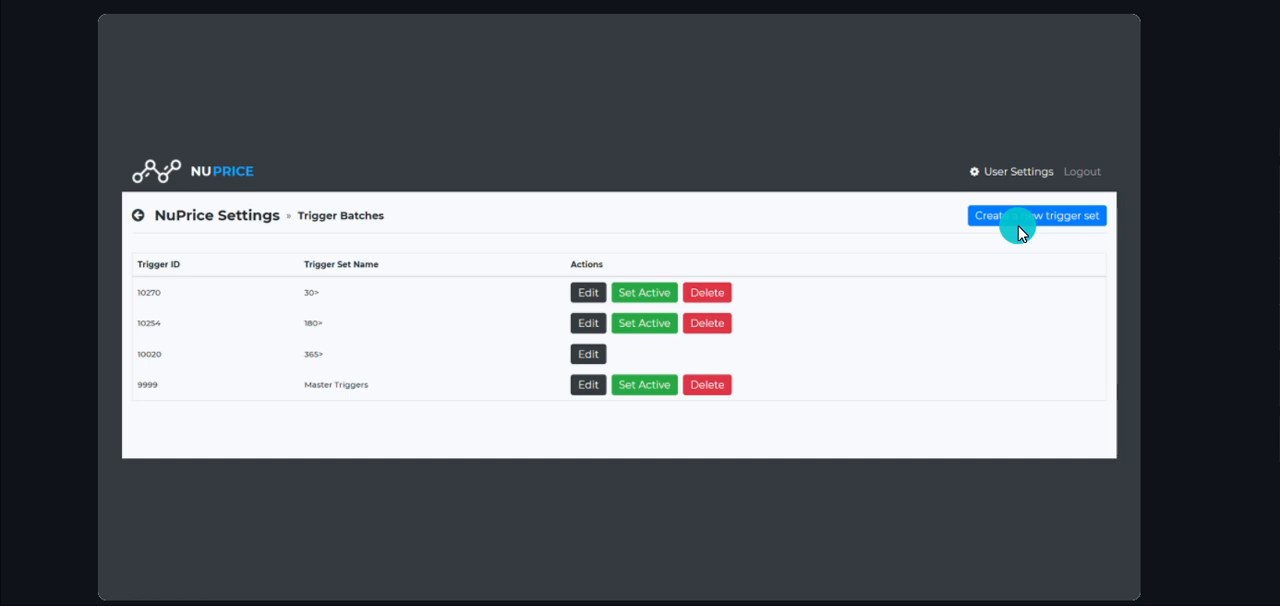 NUPRICE User Settings Logout
NuPrice Settings » Trigger Batches Create a new trigger set
Trigger ID Trigger Set Name Actions
10270 30> Edit Set Active Delete
10254 180> Edit Set Active Delete
10020 365> Edit
9999 Master Triggers Edit Set Active Delete